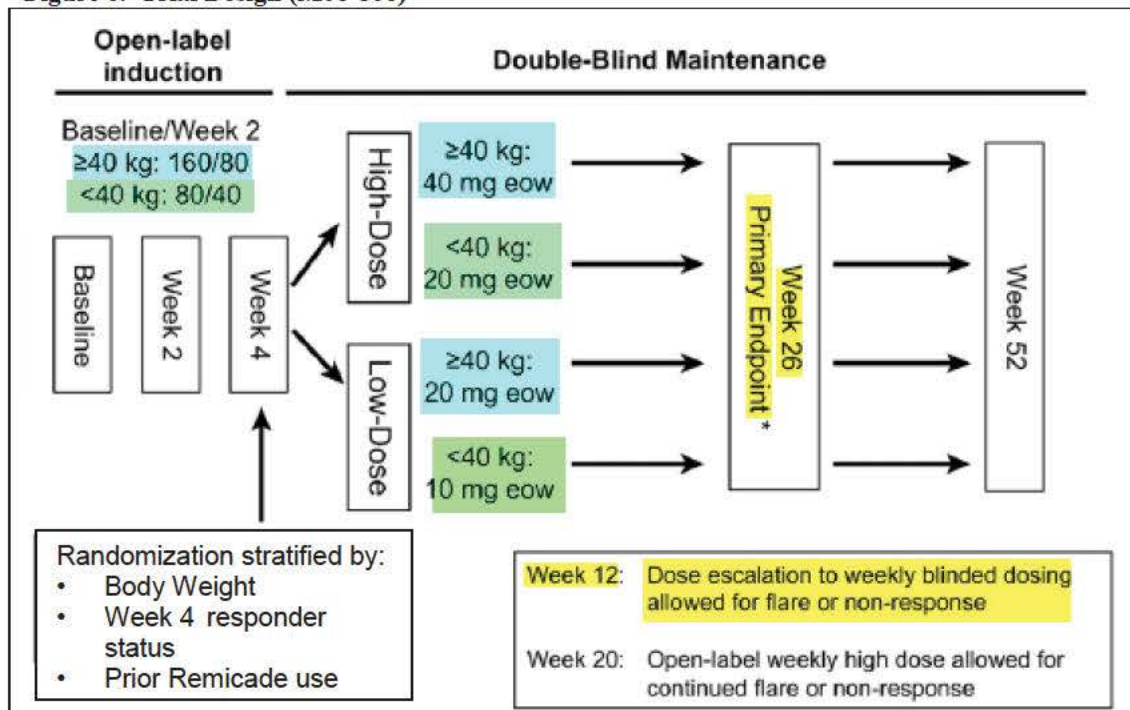 Open-label
induction
Double-Blind Maintenance
Baseline/Week 2
≥40 kg: 160/80
<40 kg: 80/40
Baseline
Week 2
Week 4
High-Dose
≥40 kg:
40 mg eow
<40 kg:
20 mg eow
Low-Dose
≥40 kg:
20 mg eow
<40 kg:
10 mg eow
Week 26
Primary Endpoint *
Week 52
Randomization stratified by:
• Body Weight
• Week 4 responder
status
• Prior Remicade use
Week 12: Dose escalation to weekly blinded dosing
allowed for flare or non-response
Week 20: Open-label weekly high dose allowed for
continued flare or non-response